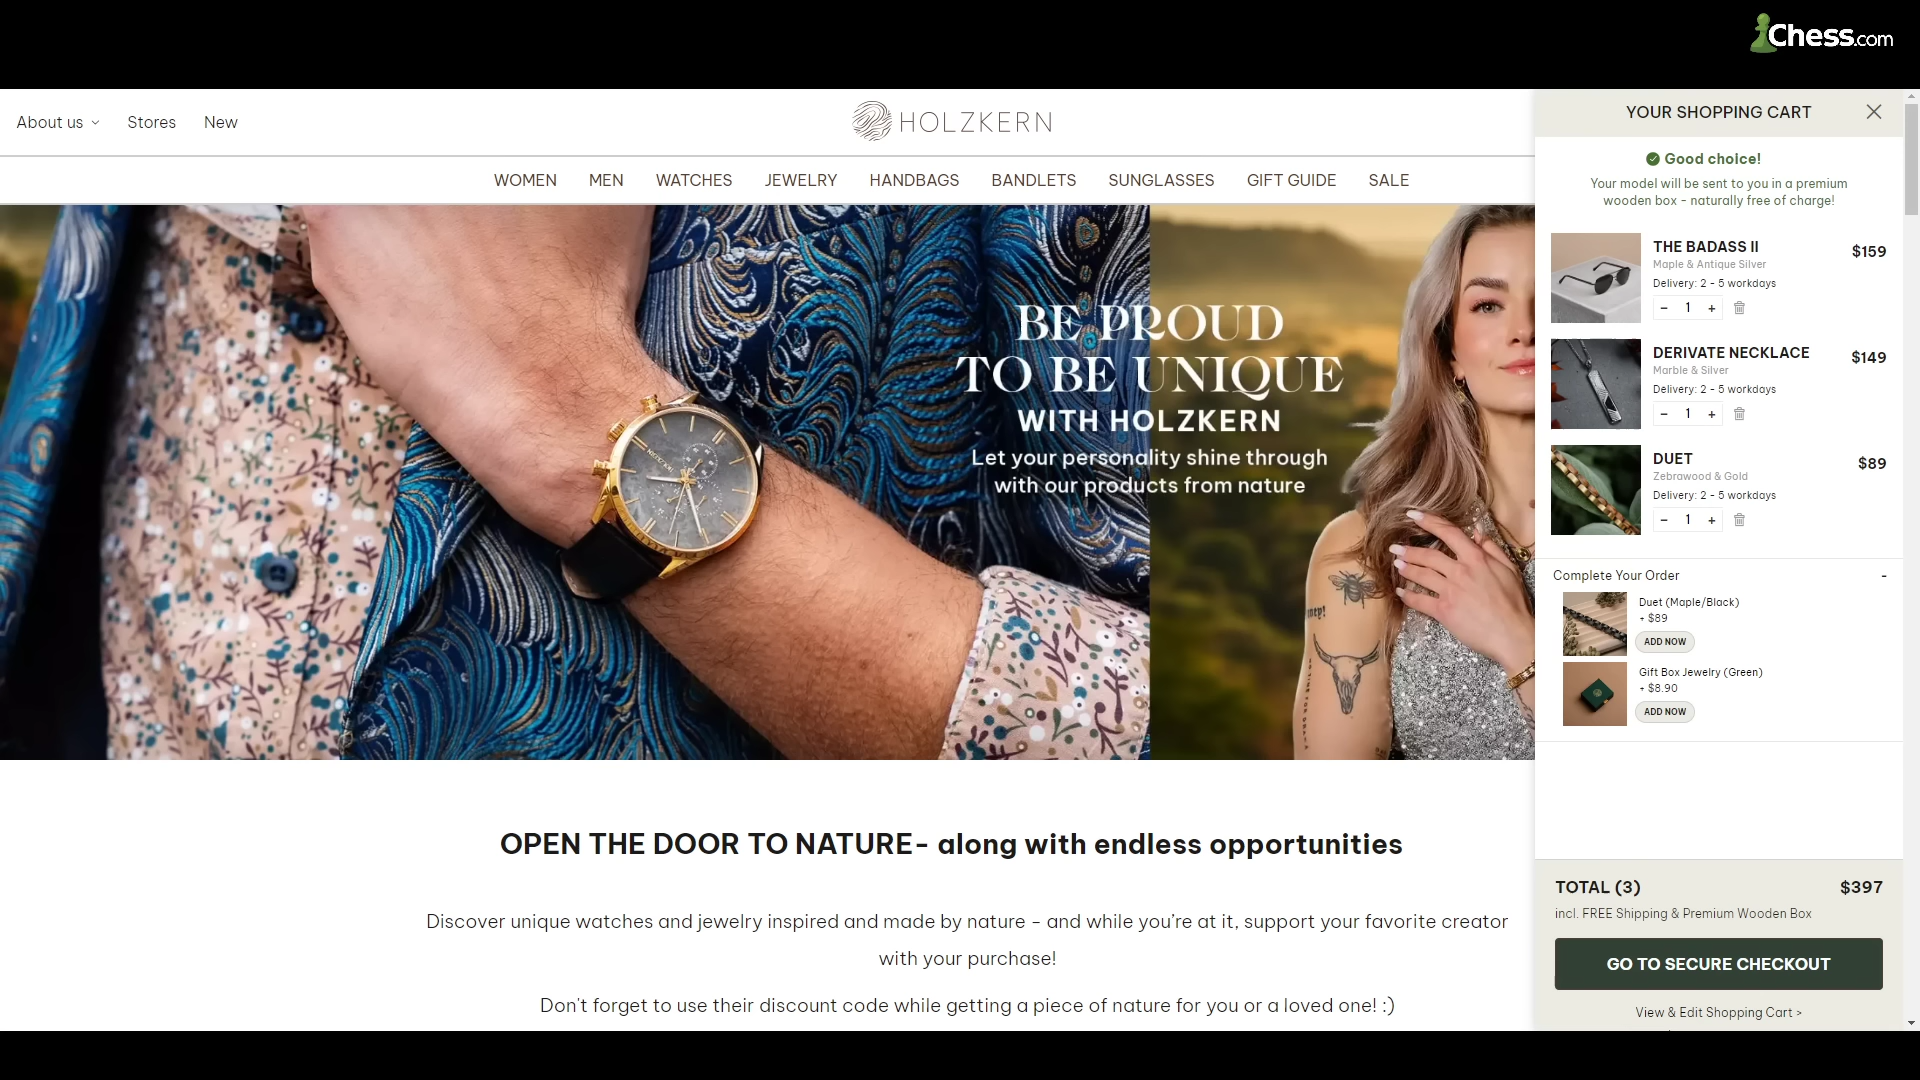 Chess.com
About us
Stores
New
HOLZKERN
WOMEN
MEN
WATCHES
JEWELRY
HANDBAGS
BANDLETS
SUNGLASSES
GIFT GUIDE
SALE
BE PROUD
TO BE UNIQUE
WITH HOLZKERN
Let your personality shine through
with our products from nature
OPEN THE DOOR TO NATURE- along with endless opportunities
Discover unique watches and jewelry inspired and made by nature - and while you're at it, support your favorite creator
with your purchase!
Don't forget to use their discount code while getting a piece of nature for you or a loved one! :)
YOUR SHOPPING CART
Good choice!
Your model will be sent to you in a premium
wooden box - naturally free of charge!
THE BADASS II
$159
Maple & Antique Silver
Delivery: 2 - 5 workdays
- 1 +
DERIVATE NECKLACE
$149
Marble & Silver
Delivery: 2 - 5 workdays
- 1 +
DUET
$89
Zebrawood & Gold
Delivery: 2 - 5 workdays
- 1 +
Complete Your Order -
Duet (Maple/Black)
+ $89
ADD NOW
Gift Box Jewelry (Green)
+ $8.90
ADD NOW
TOTAL (3)
$397
incl. FREE Shipping & Premium Wooden Box
GO TO SECURE CHECKOUT
View & Edit Shopping Cart >